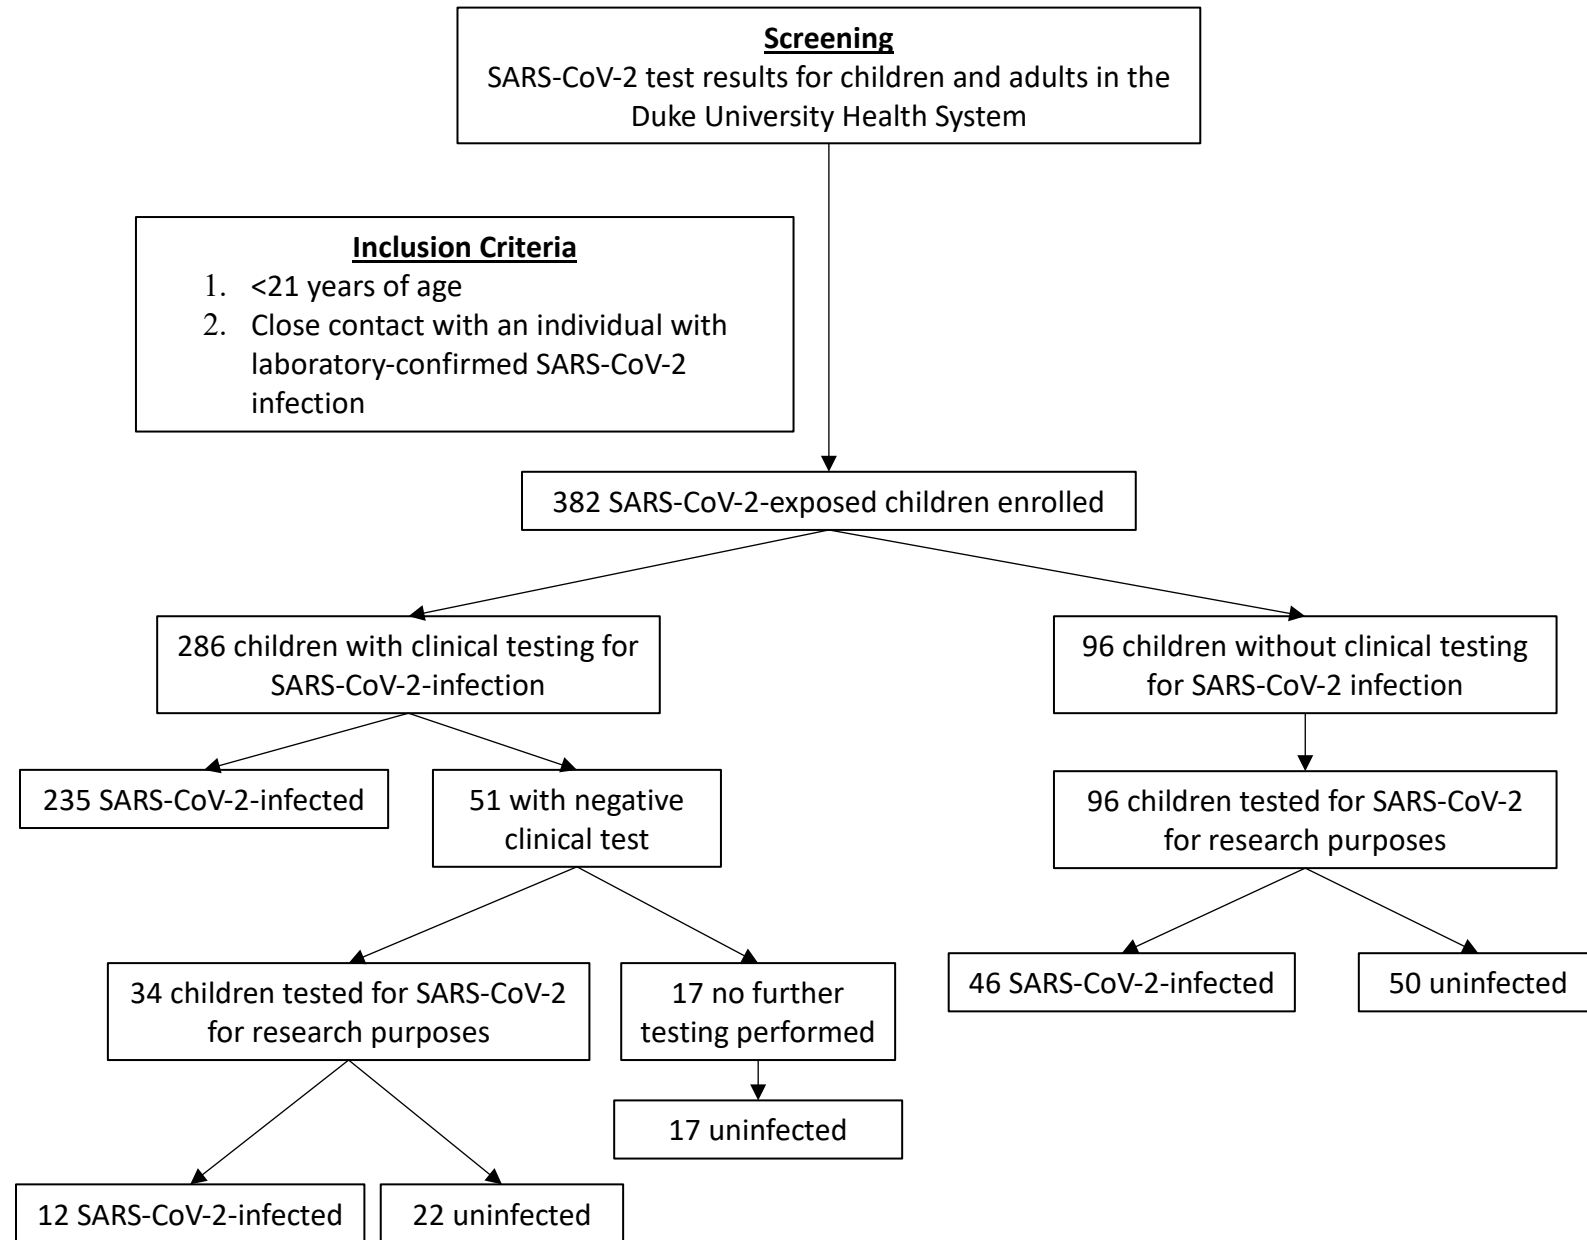 Screening
SARS-CoV-2 test results for children and adults in the
Duke University Health System
Inclusion Criteria
1. <21 years of age
2. Close contact with an individual with
laboratory-confirmed SARS-CoV-2
infection
382 SARS-CoV-2-exposed children enrolled
286 children with clinical testing for
SARS-CoV-2-infection
96 children without clinical testing
for SARS-CoV-2 infection
235 SARS-CoV-2-infected
51 with negative
clinical test
96 children tested for SARS-CoV-2
for research purposes
34 children tested for SARS-CoV-2
for research purposes
17 no further
testing performed
46 SARS-CoV-2-infected
50 uninfected
17 uninfected
12 SARS-CoV-2-infected
22 uninfected